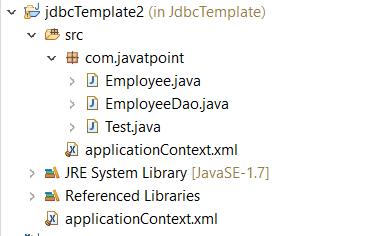 jdbcTemplate2 (in JdbcTemplate)
src
com.javatpoint
Employee.java
EmployeeDao.java
Test.java
applicationContext.xml
JRE System Library [JavaSE-1.7]
Referenced Libraries
applicationContext.xml